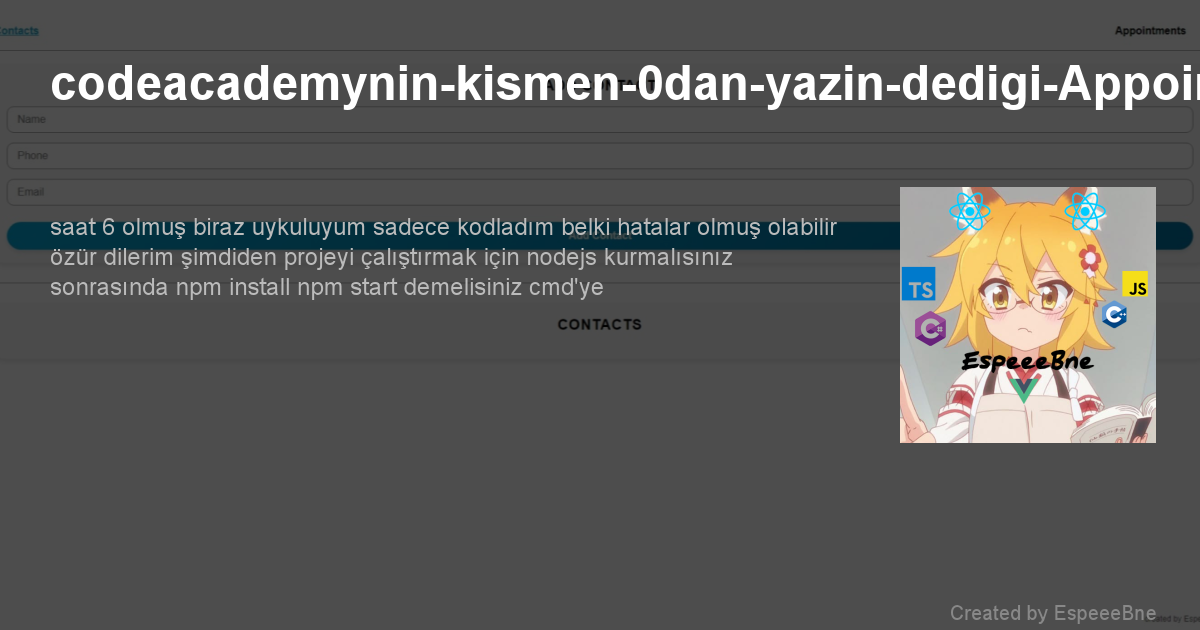 Contacts
Appointments
codeacademynin-kismen-0dan-yazin-dedigi-Appoi
Name
Phone
Email
saat 6 olmuş biraz uykuluyum sadece kodladım belki hatalar olmuş olabilir
özür dilerim şimdiden projeyi çalıştırmak için nodejs kurmalısınız
sonrasında npm install npm start demelisiniz cmd'ye
CONTACTS
TS
JS
C#
C++
EspeeeBne
Created by EspeeeBne